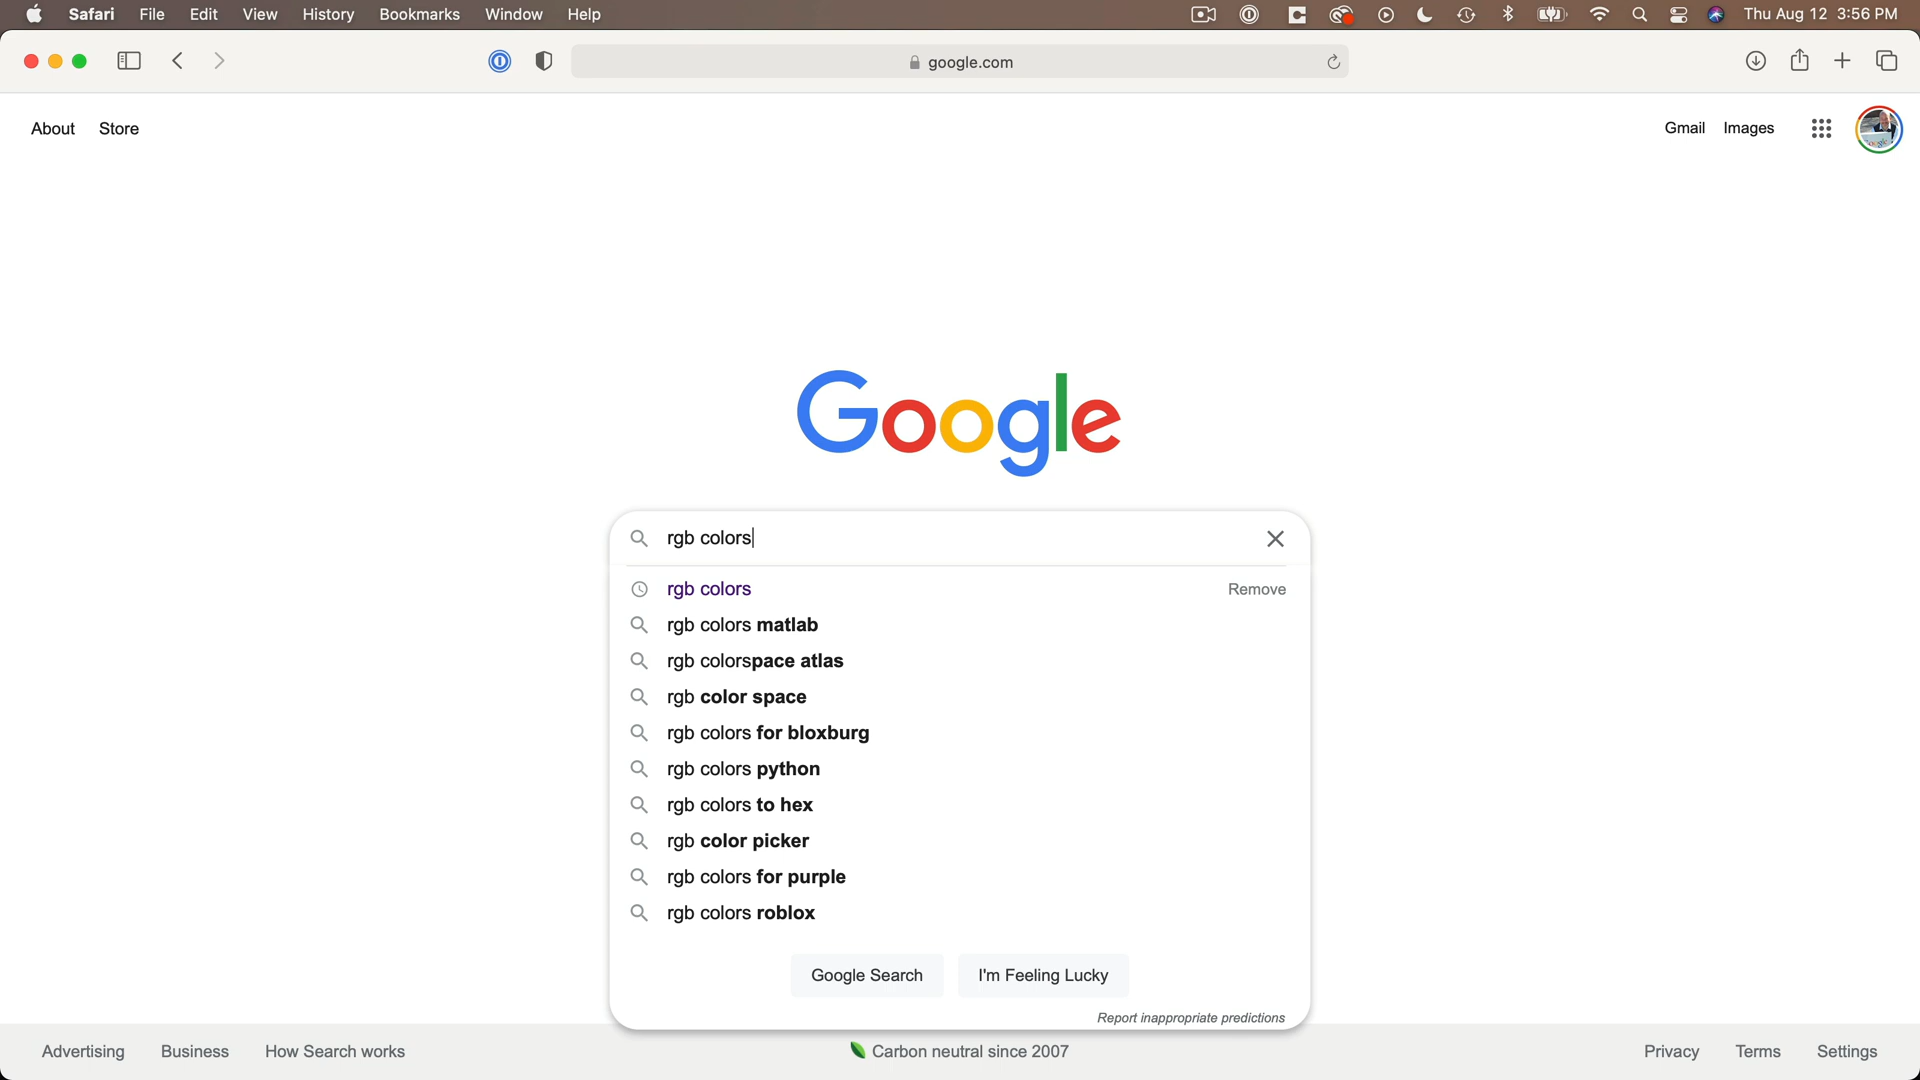 Safari File Edit View History Bookmarks Window Help Thu Aug 12 3:56 PM
google.com
About Store Gmail Images
Google
rgb colors
rgb colors Remove
rgb colors matlab
rgb colorspace atlas
rgb color space
rgb colors for bloxburg
rgb colors python
rgb colors to hex
rgb color picker
rgb colors for purple
rgb colors roblox
Google Search I'm Feeling Lucky
Report inappropriate predictions
Advertising Business How Search works Carbon neutral since 2007 Privacy Terms Settings